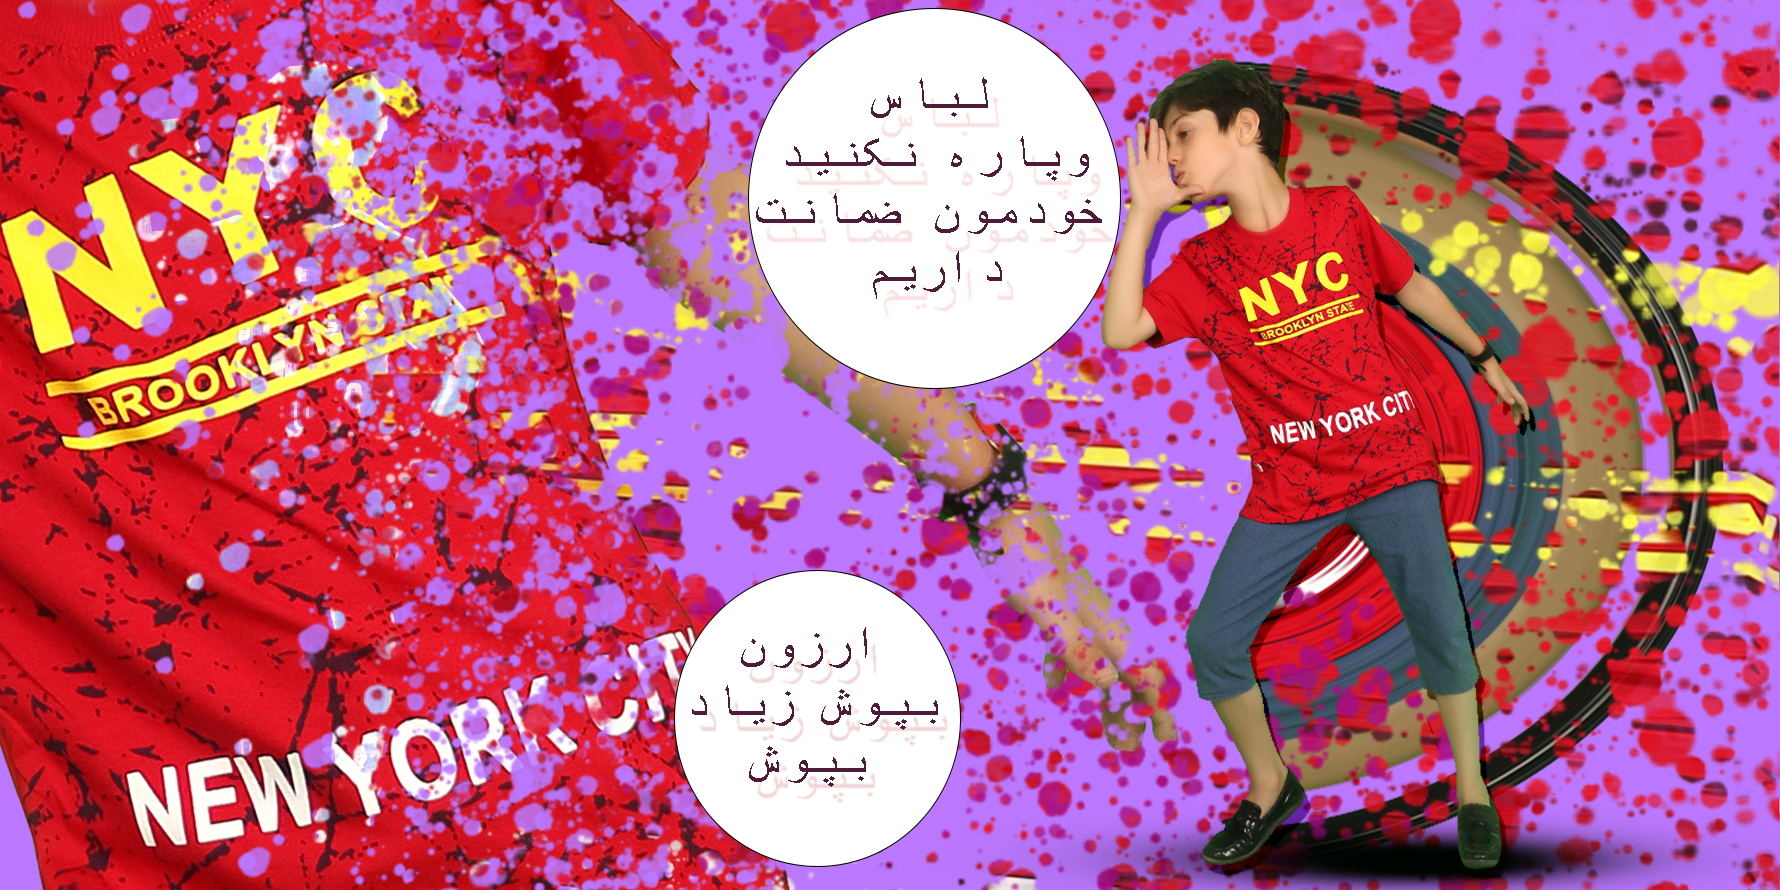 NYC
BROOKLYN STATE
NEW YORK CITY
لباس
وپاره نکنید
خودمون ضمانت
داریم
ارزون
بپوش زیاد
بپوش
NYC
BROOKLYN STATE
NEW YORK CITY